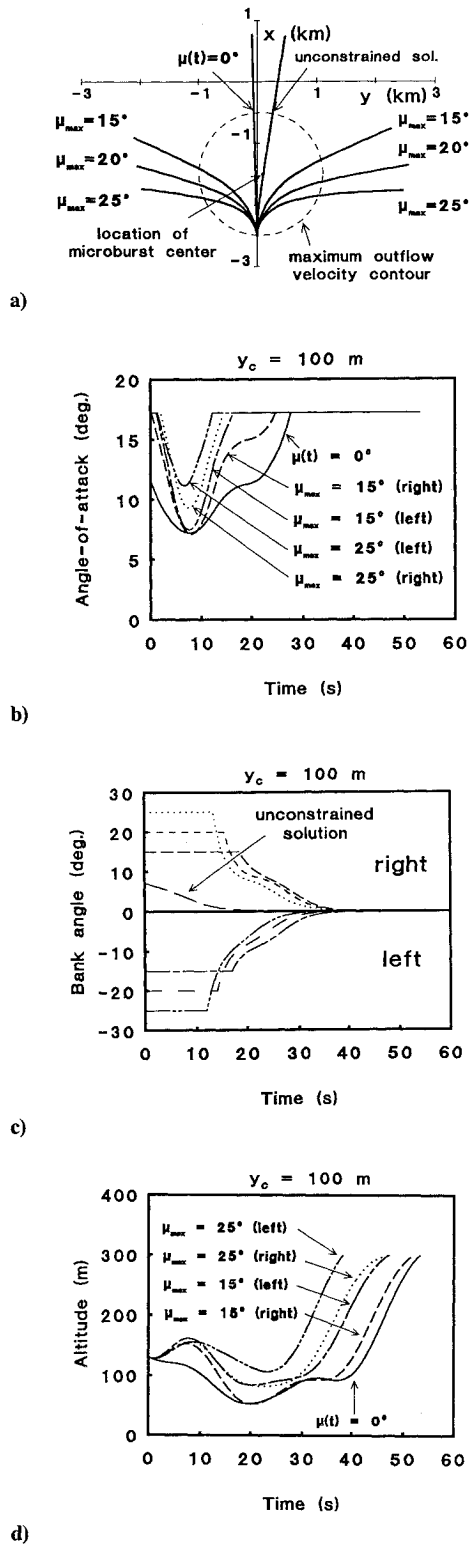 1
x (km)
μ(t)=0°
unconstrained sol.
-3
-1
1
3
y (km)
μmax=15°
μmax=15°
-1
μmax=20°
μmax=20°
μmax=25°
μmax=25°
location of
microburst center
maximum outflow
velocity contour
-3
a)
y_c = 100 m
20
15
10
5
0
Angle-of-attack (deg.)
μ(t) = 0°
μmax = 15° (right)
μmax = 15° (left)
μmax = 25° (left)
μmax = 25° (right)
0 10 20 30 40 50 60
Time (s)
b)
y_c = 100 m
30
20
10
0
-10
-20
-30
Bank angle (deg.)
unconstrained
solution
right
left
0 10 20 30 40 50 60
Time (s)
c)
y_c = 100 m
400
300
200
100
0
Altitude (m)
μmax = 25° (left)
μmax = 25° (right)
μmax = 15° (left)
μmax = 15° (right)
μ(t) = 0°
0 10 20 30 40 50 60
Time (s)
d)